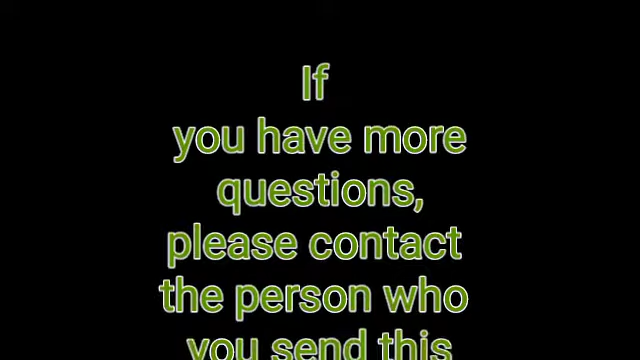 If
you have more
questions,
please contact
the person who
you send this